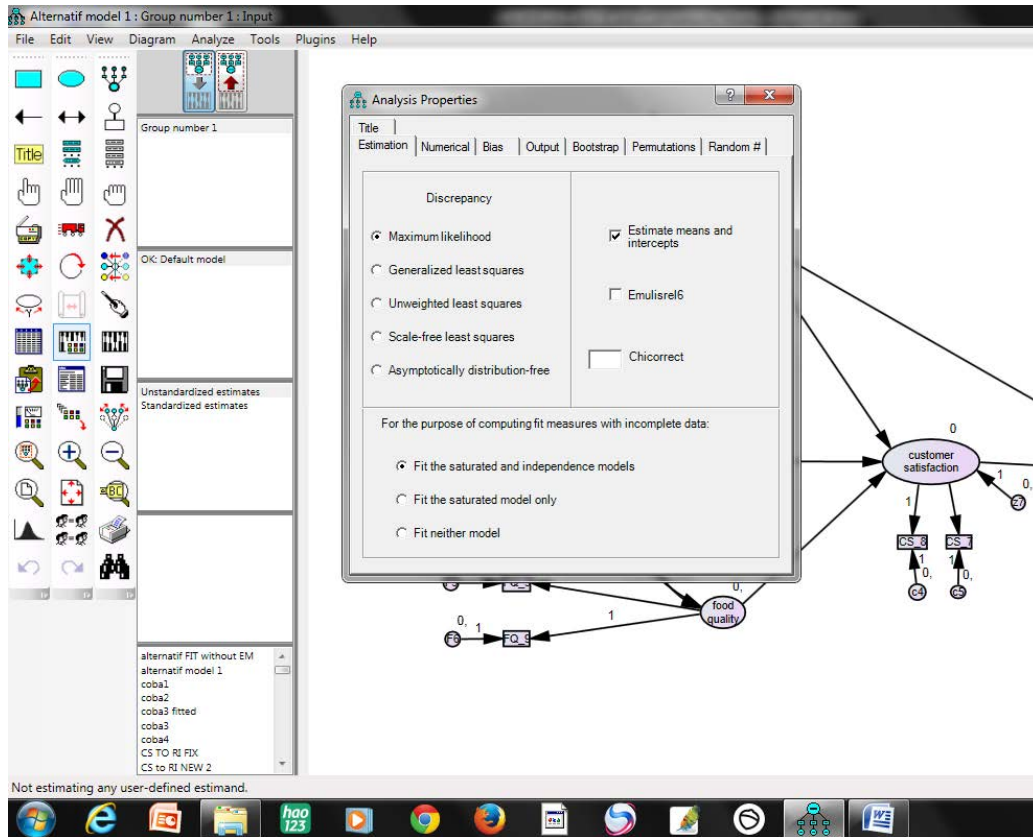 Alternatif model 1 : Group number 1 : Input
File Edit View Diagram Analyze Tools Plugins Help
Title
Group number 1
OK: Default model
Unstandardized estimates
Standardized estimates
alternatif FIT without EM
alternatif model 1
coba1
coba2
coba3 fitted
coba3
coba4
CS TO RI FIX
CS to RI NEW 2
Analysis Properties
Title
Estimation Numerical Bias Output Bootstrap Permutations Random #
Discrepancy
Maximum likelihood
Generalized least squares
Unweighted least squares
Scale-free least squares
Asymptotically distribution-free
Estimate means and
intercepts
Emulisrel6
Chicorrect
For the purpose of computing fit measures with incomplete data:
Fit the saturated and independence models
Fit the saturated model only
Fit neither model
0
customer
satisfaction
1
0,
z7
1
1
CS_8
CS_7
1
1
0,
0,
c4
c5
0,
food
quality
0,
1
1
F6
FQ_9
Not estimating any user-defined estimand.
hao
123